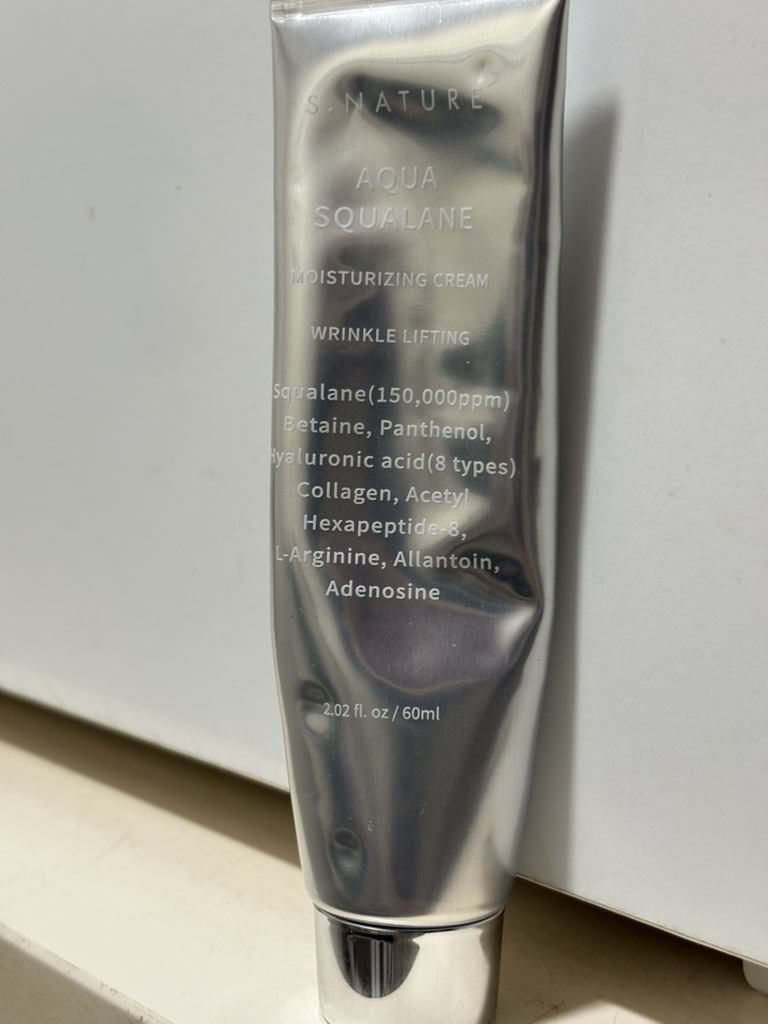 S.NATURE
AQUA
SQUALANE
MOISTURIZING CREAM
WRINKLE LIFTING
Squalane(150,000ppm)
Betaine, Panthenol,
Hyaluronic acid(8 types)
Collagen, Acetyl
Hexapeptide-8,
L-Arginine, Allantoin,
Adenosine
2.02 fl. oz / 60ml